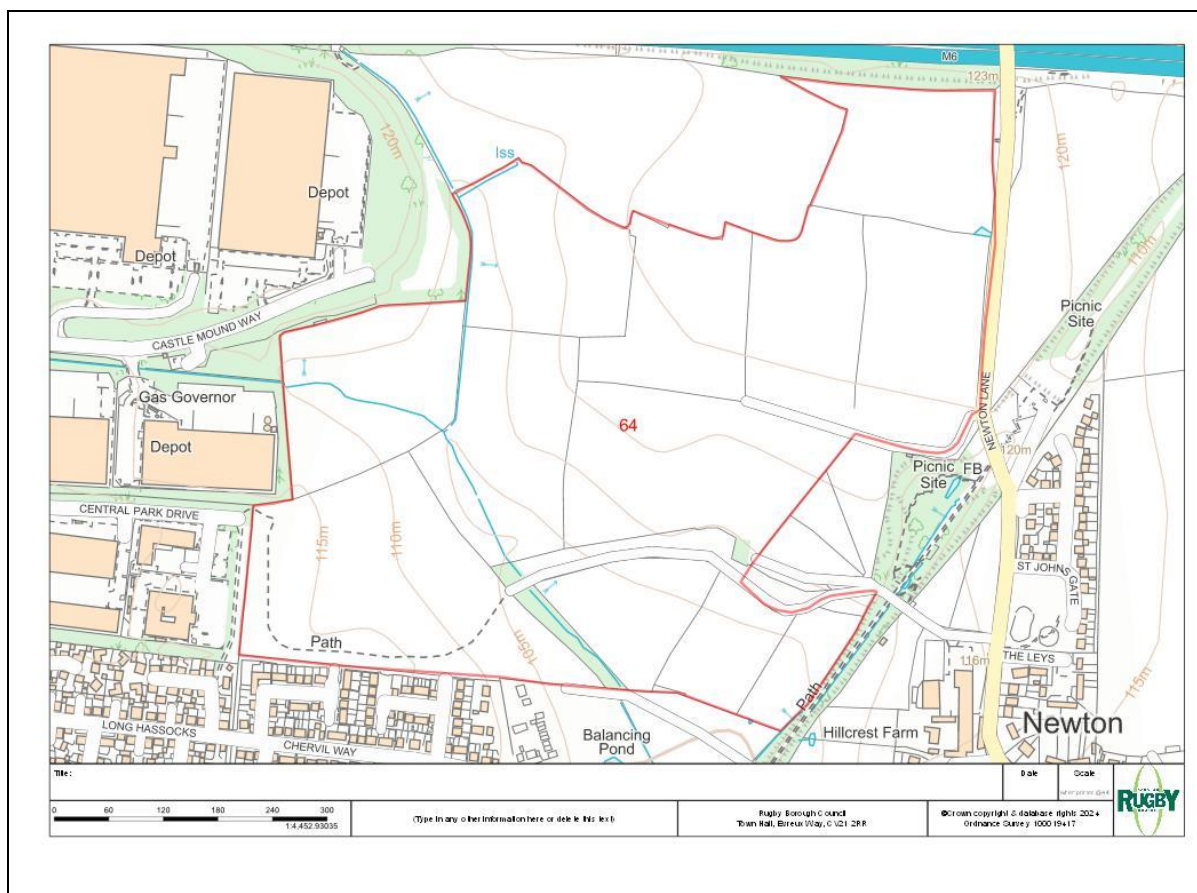 M6
123m
120m
Iss
120m
Depot
110m
Depot
Picnic
Site
CASTLE MOUND WAY
Gas Governor
NEWTON LANE
64
Depot
120m
Picnic
Site
FB
CENTRAL PARK DRIVE
115m
110m
ST JOHNS GATE
Path
105m
THE LEYS
116m
115m
Path
LONG HASSOCKS
CHERVIL WAY
Balancing
Pond
Hillcrest Farm
Newton
Title:
Date
Scale
0 60 120 180 240 300
1:4,452.93035
(Type in any other information here or delete this text)
Rugby Borough Council
Town Hall, Evreux Way, CV21 2RR
©Crown copyright & database rights 2024
Ordnance Survey 100019417
RUGBY